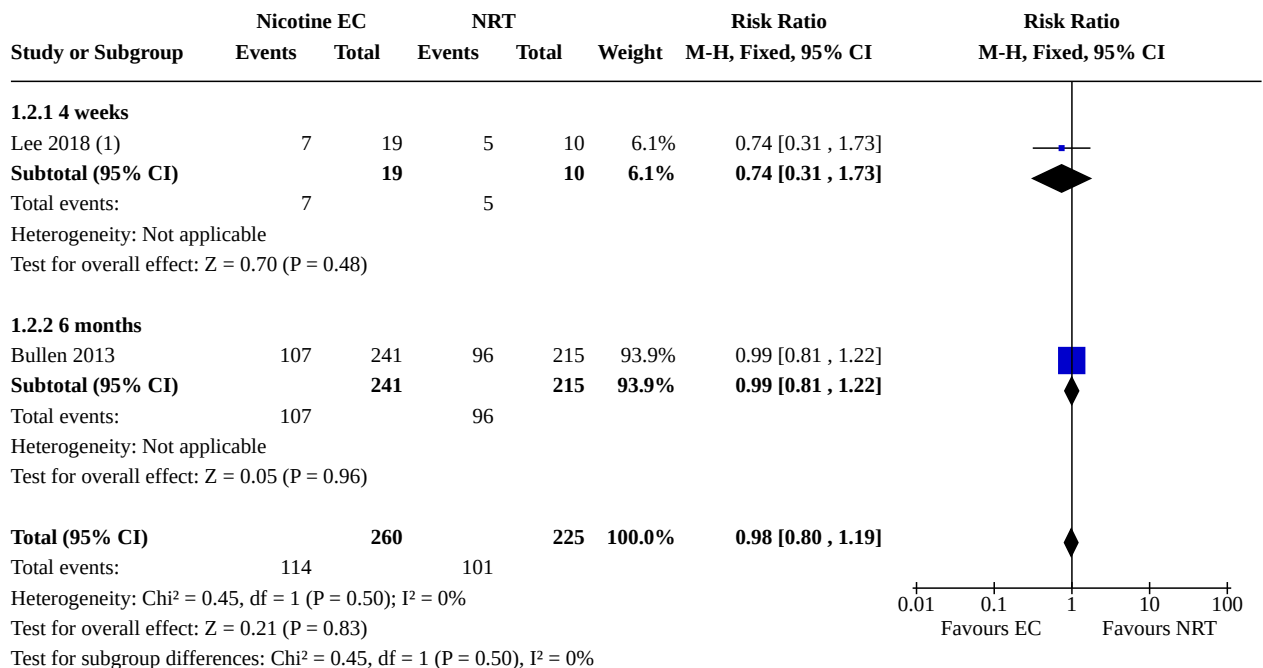 Nicotine EC NRT Risk Ratio Risk Ratio
Study or Subgroup Events Total Events Total Weight M-H, Fixed, 95% CI M-H, Fixed, 95% CI
1.2.1 4 weeks
Lee 2018 (1) 7 19 5 10 6.1% 0.74 [0.31 , 1.73]
Subtotal (95% CI) 19 10 6.1% 0.74 [0.31 , 1.73]
Total events: 7 5
Heterogeneity: Not applicable
Test for overall effect: Z = 0.70 (P = 0.48)
1.2.2 6 months
Bullen 2013 107 241 96 215 93.9% 0.99 [0.81 , 1.22]
Subtotal (95% CI) 241 215 93.9% 0.99 [0.81 , 1.22]
Total events: 107 96
Heterogeneity: Not applicable
Test for overall effect: Z = 0.05 (P = 0.96)
Total (95% CI) 260 225 100.0% 0.98 [0.80 , 1.19]
Total events: 114 101
Heterogeneity: Chi² = 0.45, df = 1 (P = 0.50); I² = 0% 0.01 0.1 1 10 100
Test for overall effect: Z = 0.21 (P = 0.83) Favours EC Favours NRT
Test for subgroup differences: Chi² = 0.45, df = 1 (P = 0.50), I² = 0%